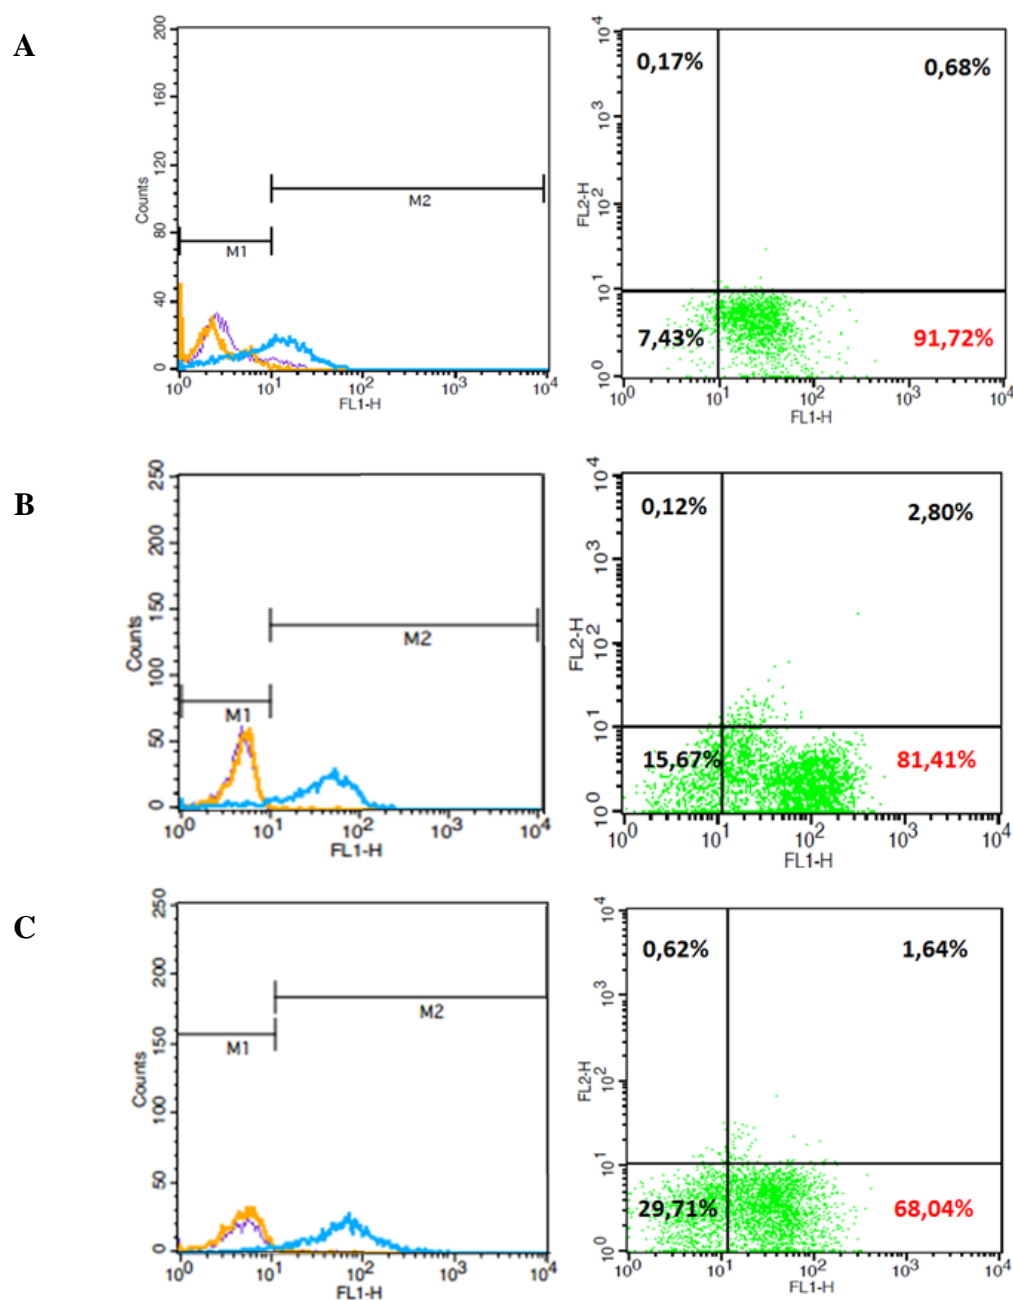 A
200
160
120
80
40
0
Counts
M1
M2
10^0 10^1 10^2 10^3 10^4
FL1-H
10^4
10^3
10^2
10^1
10^0
FL2-H
0,17% 0,68%
7,43% 91,72%
10^0 10^1 10^2 10^3 10^4
FL1-H
B
250
200
150
100
50
0
Counts
M2
M1
10^0 10^1 10^2 10^3 10^4
FL1-H
10^4
10^3
10^2
10^1
10^0
FL2-H
0,12% 2,80%
15,67% 81,41%
10^0 10^1 10^2 10^3 10^4
FL1-H
C
250
200
150
100
50
0
Counts
M2
M1
10^0 10^1 10^2 10^3 10^4
FL1-H
10^4
10^3
10^2
10^1
10^0
FL2-H
0,62% 1,64%
29,71% 68,04%
10^0 10^1 10^2 10^3 10^4
FL1-H